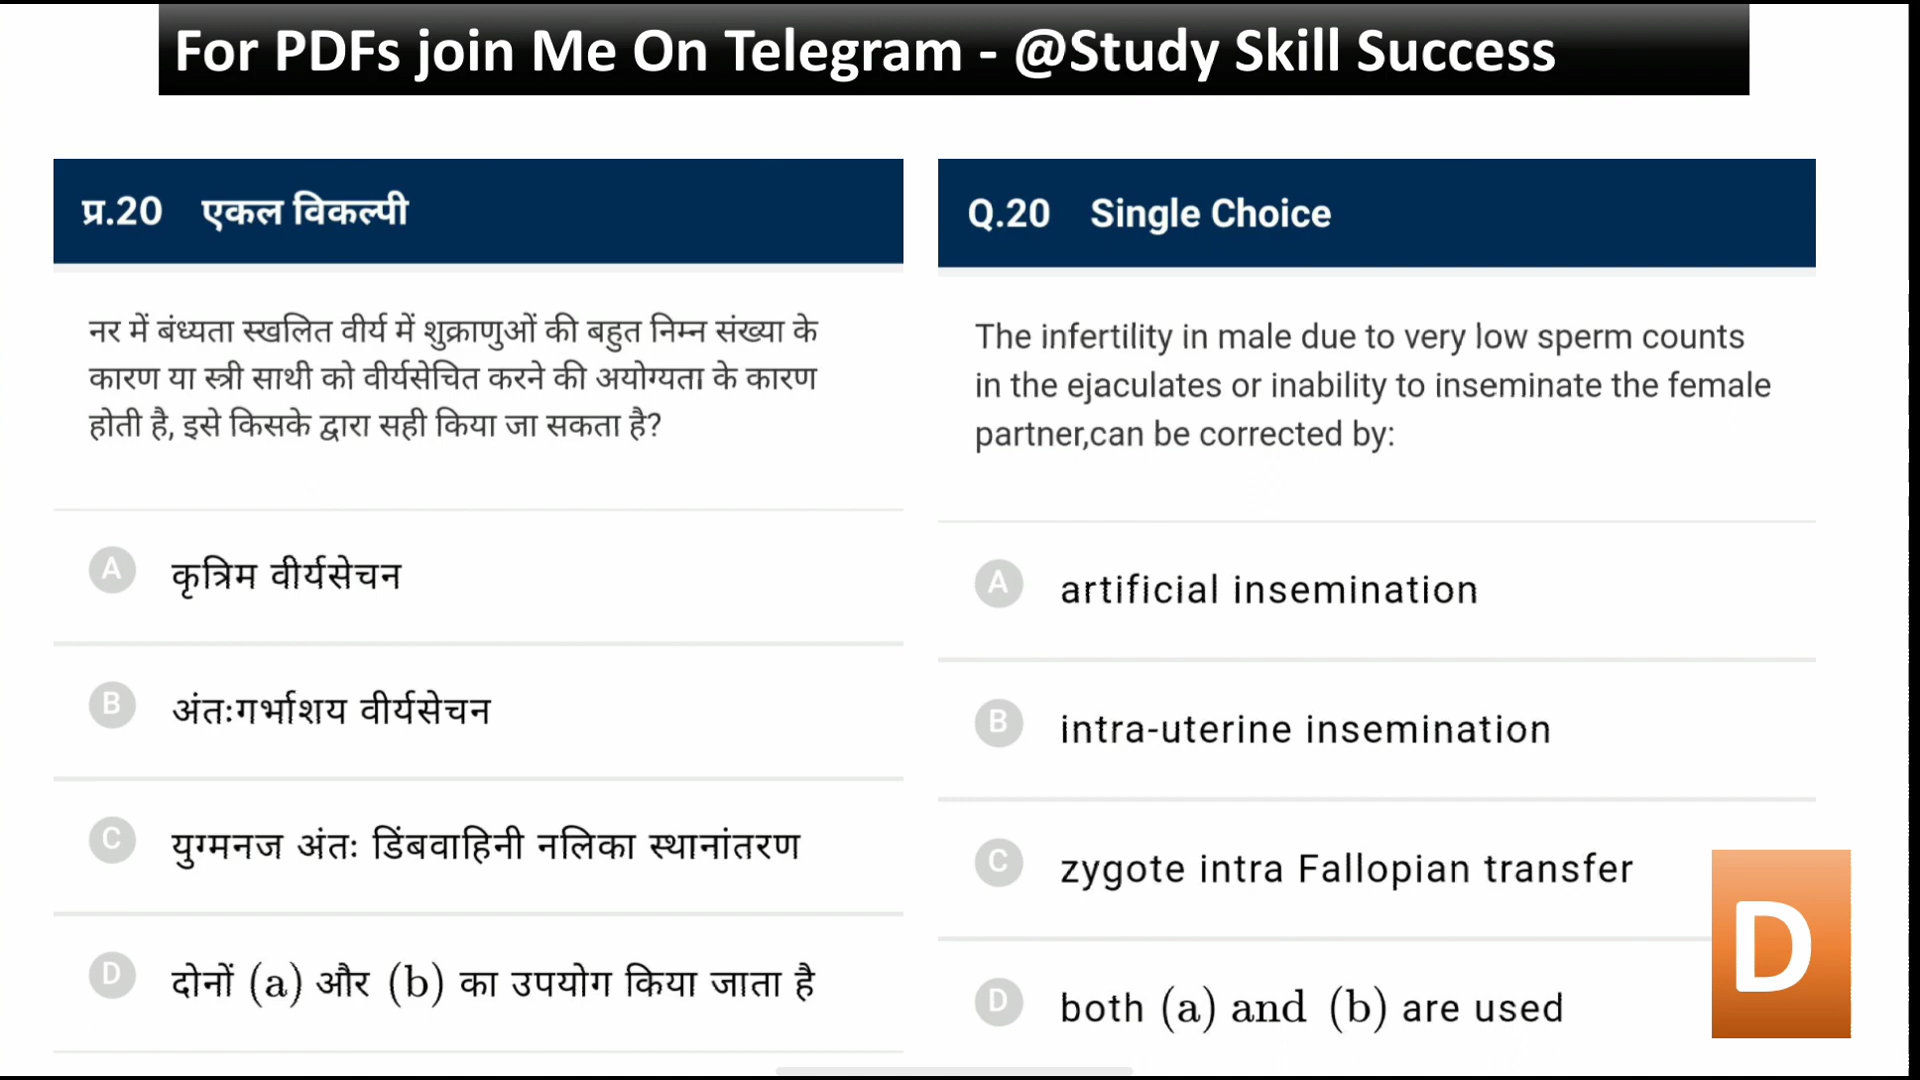 For PDFs join Me On Telegram - @Study Skill Success
प्र.20 एकल विकल्पी
नर में बंध्यता स्खलित वीर्य में शुक्राणुओं की बहुत निम्न संख्या के
कारण या स्त्री साथी को वीर्यसेचित करने की अयोग्यता के कारण
होती है, इसे किसके द्वारा सही किया जा सकता है?
A कृत्रिम वीर्यसेचन
B अंतःगर्भाशय वीर्यसेचन
C युग्मनज अंतः डिंबवाहिनी नलिका स्थानांतरण
D दोनों (a) और (b) का उपयोग किया जाता है
Q.20 Single Choice
The infertility in male due to very low sperm counts
in the ejaculates or inability to inseminate the female
partner,can be corrected by:
A artificial insemination
B intra-uterine insemination
C zygote intra Fallopian transfer
D both (a) and (b) are used
D